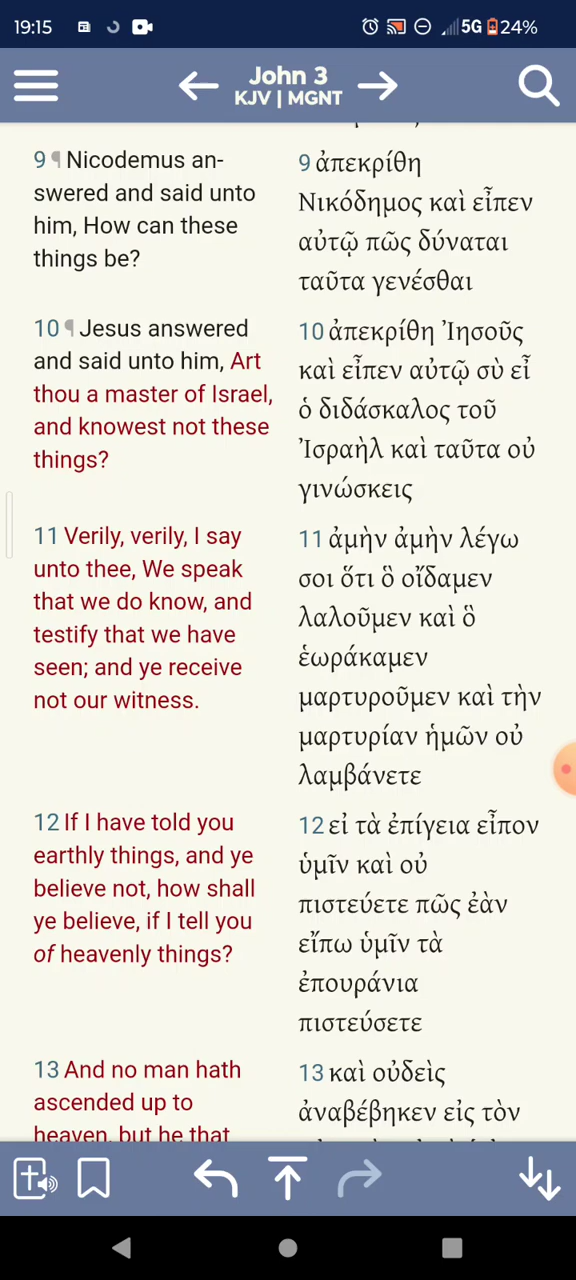 19:15
5G 24%
John 3
KJV | MGNT
9 ¶ Nicodemus an-
swered and said unto
him, How can these
things be?
10 ¶ Jesus answered
and said unto him, Art
thou a master of Israel,
and knowest not these
things?
11 Verily, verily, I say
unto thee, We speak
that we do know, and
testify that we have
seen; and ye receive
not our witness.
12 If I have told you
earthly things, and ye
believe not, how shall
ye believe, if I tell you
of heavenly things?
13 And no man hath
ascended up to
heaven, but he that
9 ἀπεκρίθη
Νικόδημος καὶ εἶπεν
αὐτῷ πῶς δύναται
ταῦτα γενέσθαι
10 ἀπεκρίθη Ἰησοῦς
καὶ εἶπεν αὐτῷ σὺ εἶ
ὁ διδάσκαλος τοῦ
Ἰσραὴλ καὶ ταῦτα οὐ
γινώσκεις
11 ἀμὴν ἀμὴν λέγω
σοι ὅτι ὃ οἴδαμεν
λαλοῦμεν καὶ ὃ
ἑωράκαμεν
μαρτυροῦμεν καὶ τὴν
μαρτυρίαν ἡμῶν οὐ
λαμβάνετε
12 εἰ τὰ ἐπίγεια εἶπον
ὑμῖν καὶ οὐ
πιστεύετε πῶς ἐὰν
εἴπω ὑμῖν τὰ
ἐπουράνια
πιστεύσετε
13 καὶ οὐδεὶς
ἀναβέβηκεν εἰς τὸν